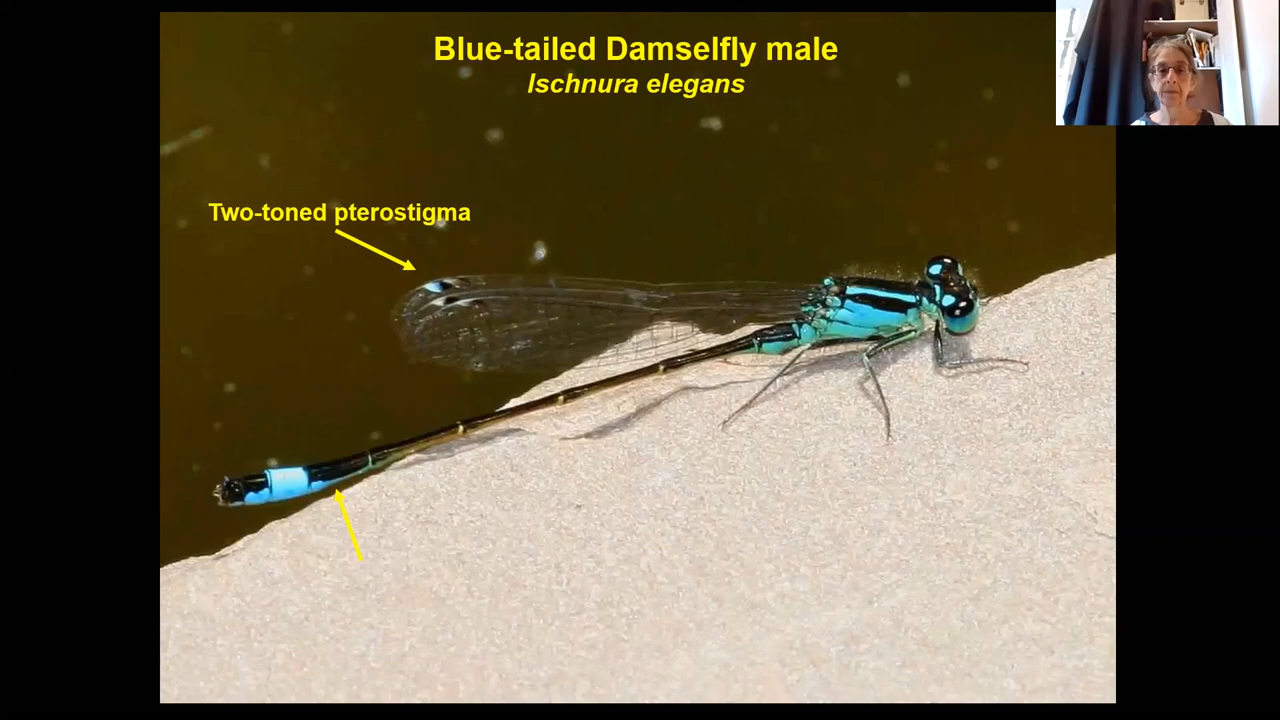 Blue-tailed Damselfly male
Ischnura elegans
Two-toned pterostigma